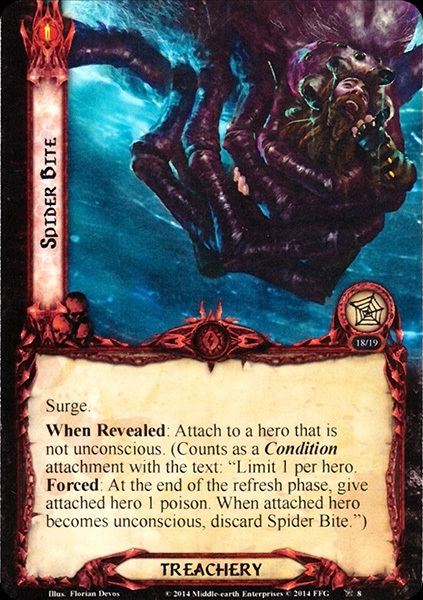 SPIDER BITE
18/19
Surge.
When Revealed: Attach to a hero that is
not unconscious. (Counts as a Condition
attachment with the text: “Limit 1 per hero.
Forced: At the end of the refresh phase, give
attached hero 1 poison. When attached hero
becomes unconscious, discard Spider Bite.”)
TREACHERY
Illus. Florian Devos © 2014 Middle-earth Enterprises © 2014 FFG 8